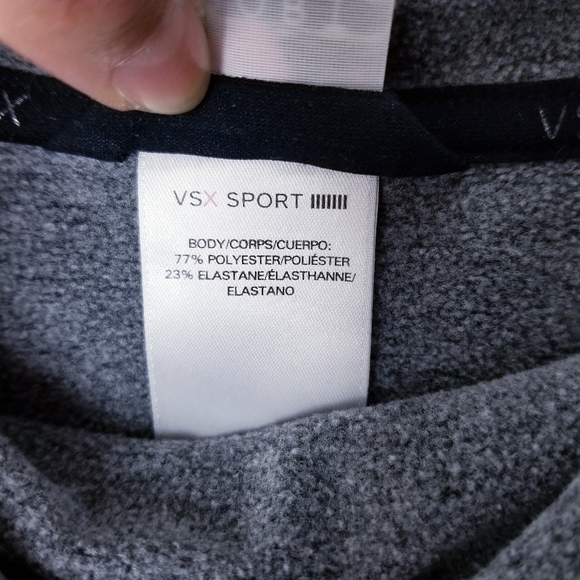 VSX SPORT
BODY/CORPS/CUERPO:
77% POLYESTER/POLIÉSTER
23% ELASTANE/ÉLASTHANNE/
ELASTANO